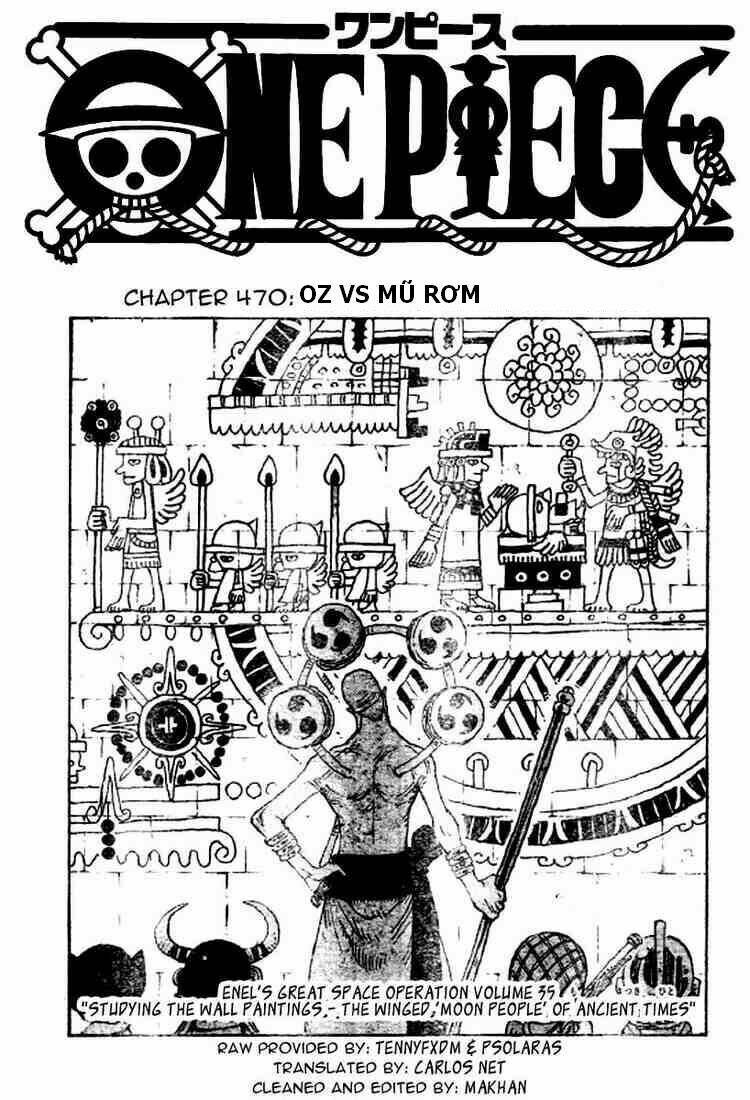 ワンピース
ONE PIECE
CHAPTER 470: OZ VS MŨ RƠM
ENEL'S GREAT SPACE OPERATION VOLUME 35
"STUDYING THE WALL PAINTINGS - THE WINGED, 'MOON PEOPLE' OF ANCIENT TIMES"
RAW PROVIDED BY: TENNYFXDM & PSOLARAS
TRANSLATED BY: CARLOS NET
CLEANED AND EDITED BY: MAKHAN